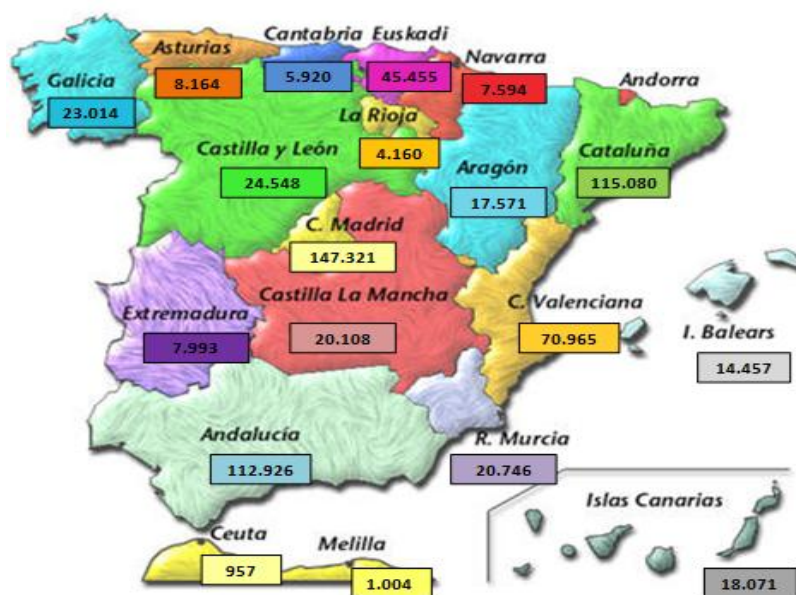 Galicia
23.014
Asturias
8.164
Cantabria
5.920
Euskadi
45.455
Navarra
7.594
Andorra
La Rioja
4.160
Castilla y León
24.548
Aragón
17.571
Cataluña
115.080
C. Madrid
147.321
Extremadura
7.993
Castilla La Mancha
20.108
C. Valenciana
70.965
I. Balears
14.457
Andalucía
112.926
R. Murcia
20.746
Ceuta
957
Melilla
1.004
Islas Canarias
18.071